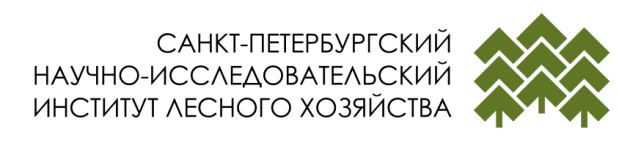 САНКТ-ПЕТЕРБУРГСКИЙ
НАУЧНО-ИССЛЕДОВАТЕЛЬСКИЙ
ИНСТИТУТ ЛЕСНОГО ХОЗЯЙСТВА